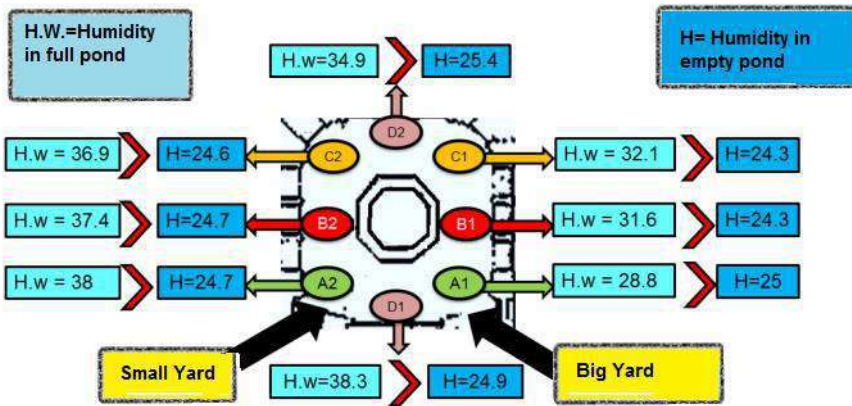 H.W.=Humidity
in full pond
H= Humidity in
empty pond
H.w=34.9
H=25.4
D2
H.w = 36.9
H=24.6
C2
C1
H.w = 32.1
H=24.3
H.w = 37.4
H=24.7
B2
B1
H.w = 31.6
H=24.3
H.w = 38
H=24.7
A2
A1
H.w = 28.8
H=25
D1
Small Yard
Big Yard
H.w=38.3
H=24.9